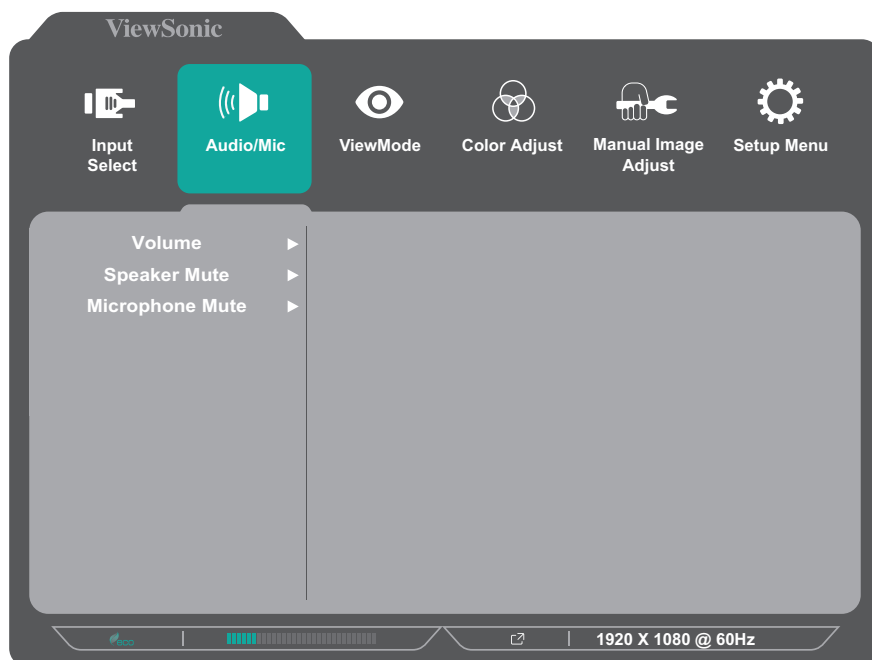 ViewSonic
Input
Select
Audio/Mic
ViewMode
Color Adjust
Manual Image
Adjust
Setup Menu
Volume
Speaker Mute
Microphone Mute
eco
1920 X 1080 @ 60Hz